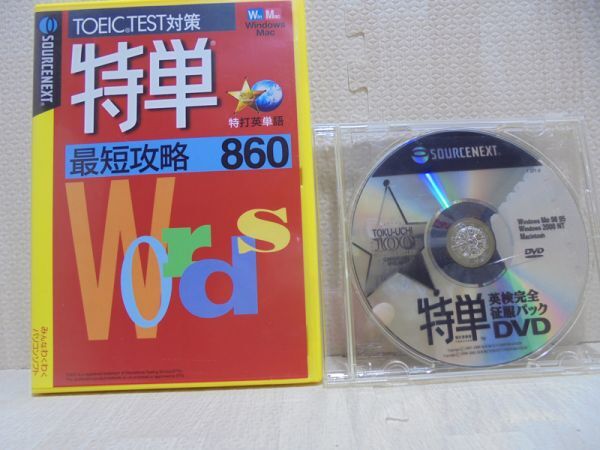 SOURCENEXT
TOEIC®TEST対策
Win Mac
Windows
Mac
特単
特打英単語
最短攻略 860
Words
みんなわくわく
パソコンソフト
SOURCENEXT
TOKU-UCHI
100
Windows Me 98 95
Windows 2000 NT
Macintosh
DVD
特単
英検完全
征服パック
DVD